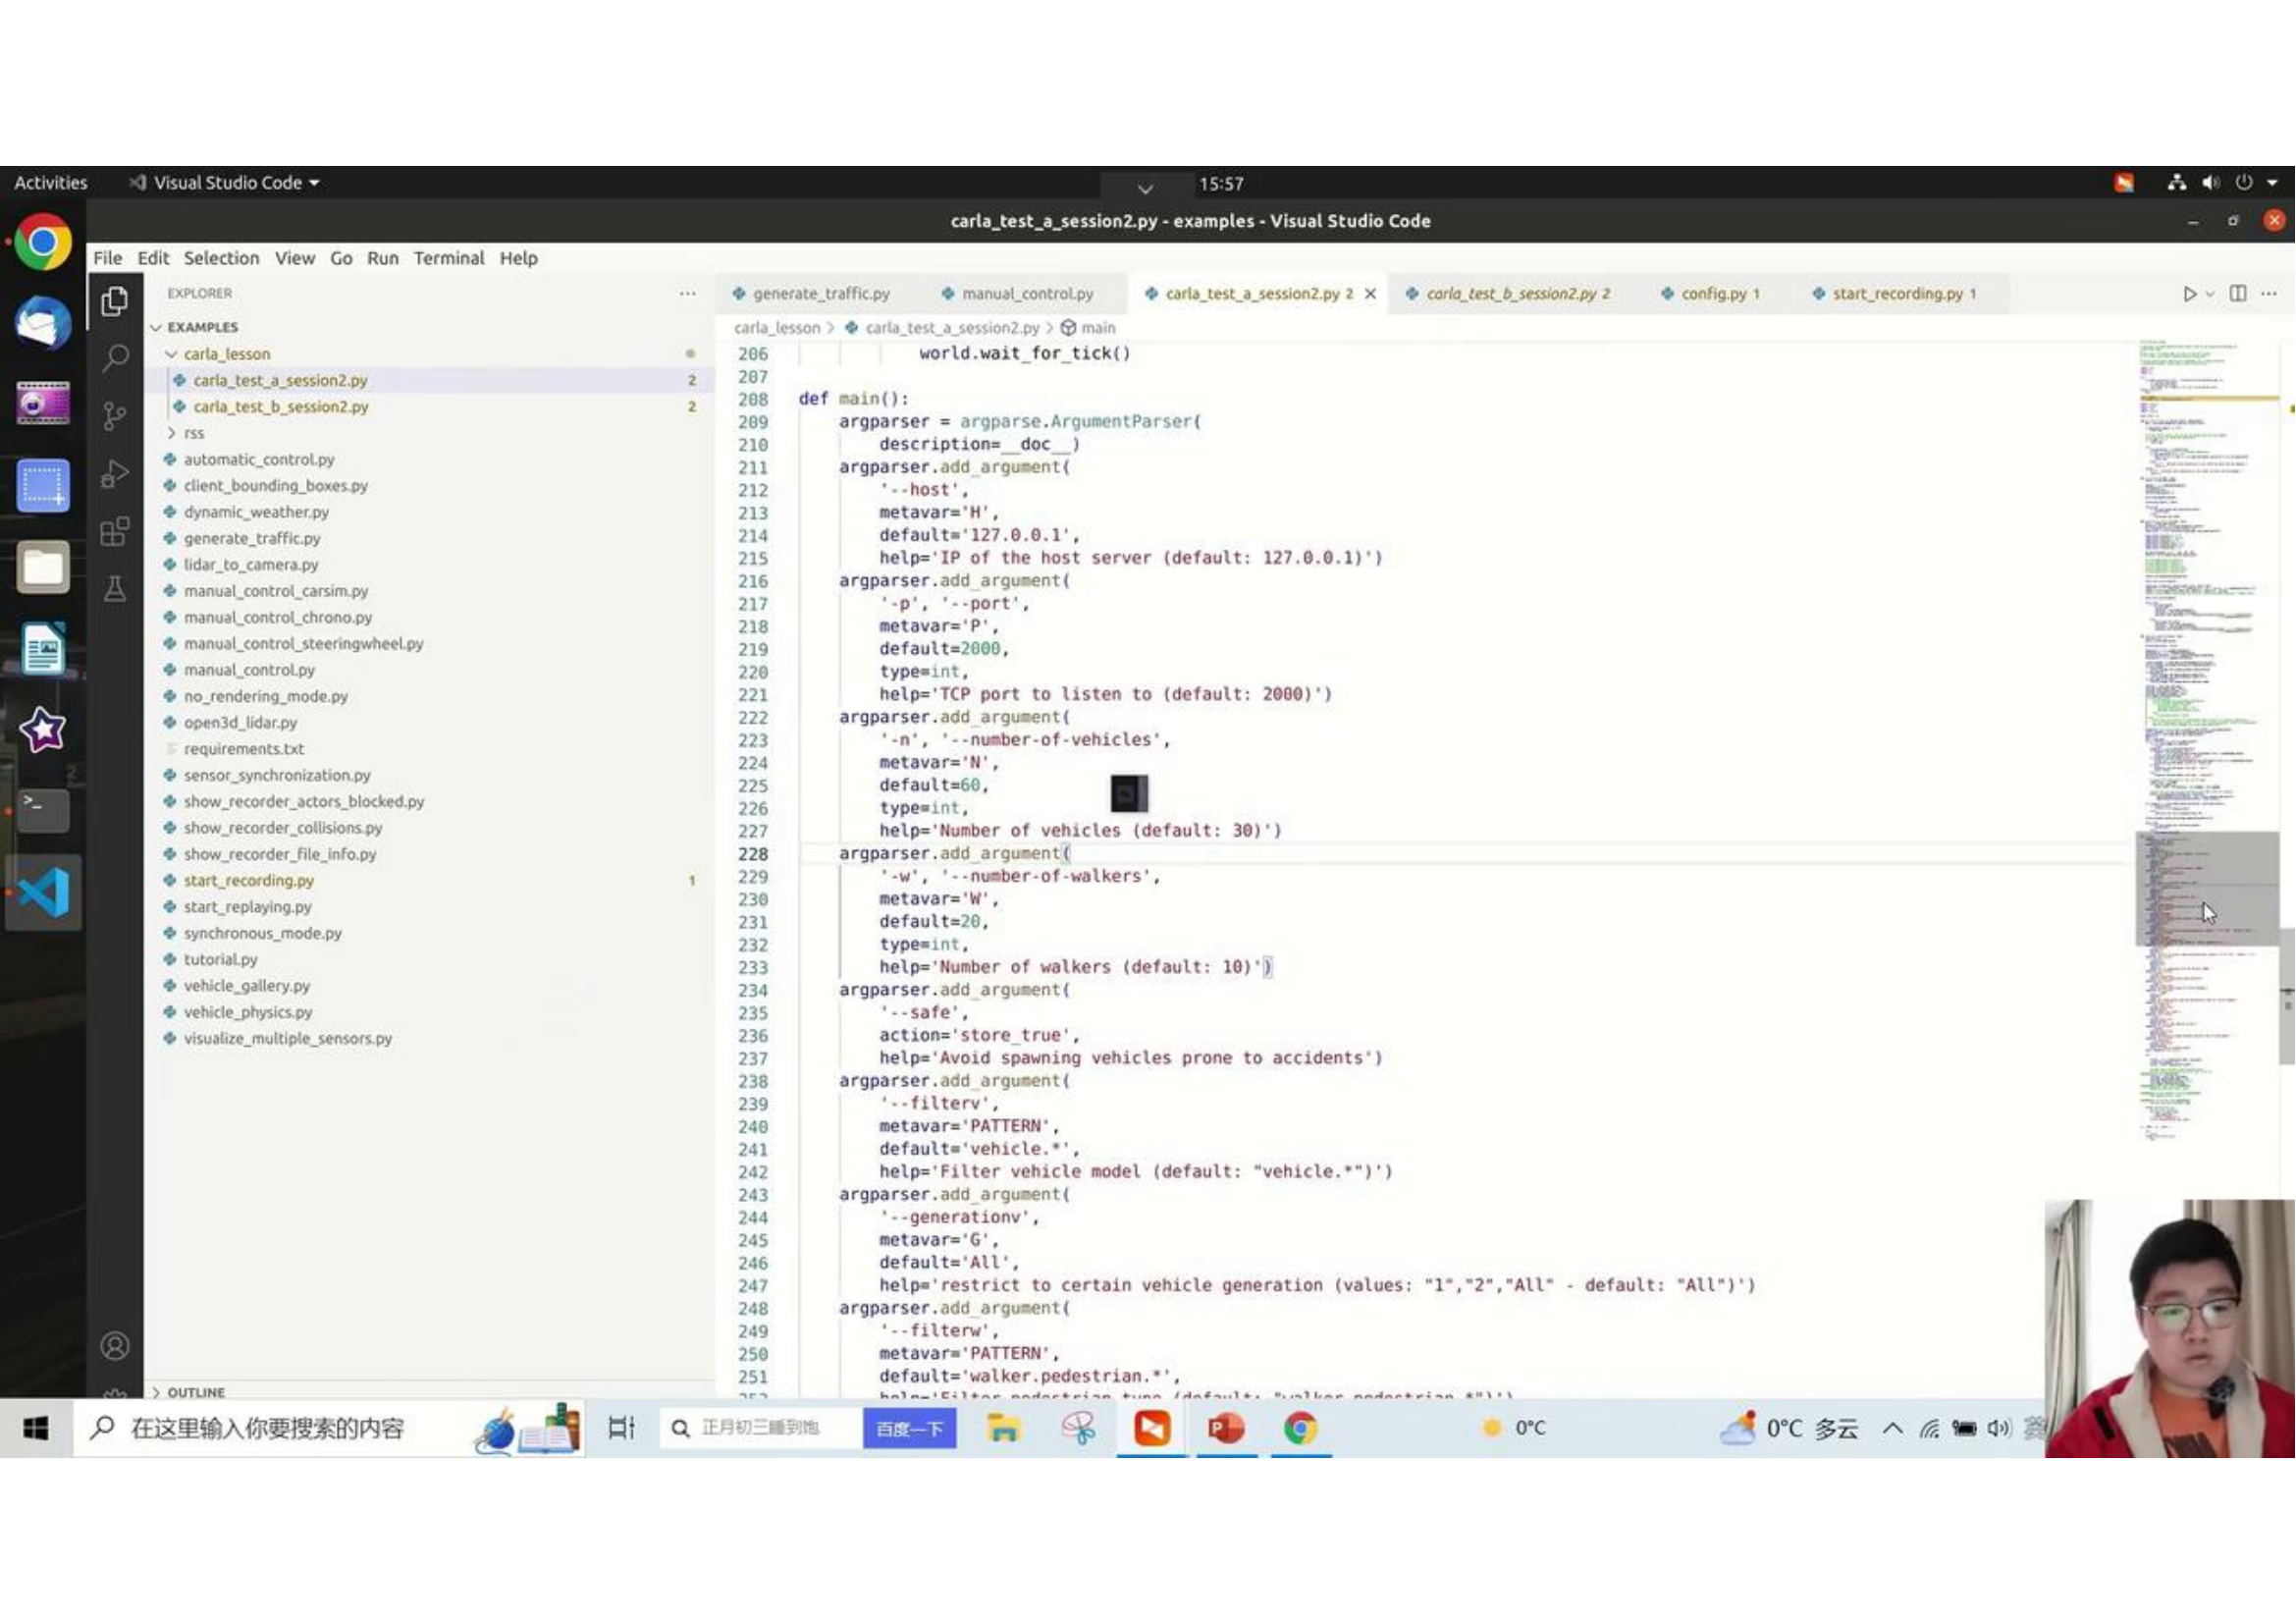 Activities Visual Studio Code 15:57
carla_test_a_session2.py - examples - Visual Studio Code
File Edit Selection View Go Run Terminal Help
EXPLORER
EXAMPLES
carla_lesson
carla_test_a_session2.py 2
carla_test_b_session2.py 2
rss
automatic_control.py
client_bounding_boxes.py
dynamic_weather.py
generate_traffic.py
lidar_to_camera.py
manual_control_carsim.py
manual_control_chrono.py
manual_control_steeringwheel.py
manual_control.py
no_rendering_mode.py
open3d_lidar.py
requirements.txt
sensor_synchronization.py
show_recorder_actors_blocked.py
show_recorder_collisions.py
show_recorder_file_info.py
start_recording.py 1
start_replaying.py
synchronous_mode.py
tutorial.py
vehicle_gallery.py
vehicle_physics.py
visualize_multiple_sensors.py
OUTLINE
generate_traffic.py manual_control.py carla_test_a_session2.py 2 carla_test_b_session2.py 2 config.py 1 start_recording.py 1
carla_lesson > carla_test_a_session2.py > main
206 world.wait_for_tick()
207
208 def main():
209 argparser = argparse.ArgumentParser(
210 description=__doc__)
211 argparser.add_argument(
212 '--host',
213 metavar='H',
214 default='127.0.0.1',
215 help='IP of the host server (default: 127.0.0.1)')
216 argparser.add_argument(
217 '-p', '--port',
218 metavar='P',
219 default=2000,
220 type=int,
221 help='TCP port to listen to (default: 2000)')
222 argparser.add_argument(
223 '-n', '--number-of-vehicles',
224 metavar='N',
225 default=60,
226 type=int,
227 help='Number of vehicles (default: 30)')
228 argparser.add_argument(
229 '-w', '--number-of-walkers',
230 metavar='W',
231 default=20,
232 type=int,
233 help='Number of walkers (default: 10)')
234 argparser.add_argument(
235 '--safe',
236 action='store_true',
237 help='Avoid spawning vehicles prone to accidents')
238 argparser.add_argument(
239 '--filterv',
240 metavar='PATTERN',
241 default='vehicle.*',
242 help='Filter vehicle model (default: "vehicle.*")')
243 argparser.add_argument(
244 '--generationv',
245 metavar='G',
246 default='All',
247 help='restrict to certain vehicle generation (values: "1","2","All" - default: "All")')
248 argparser.add_argument(
249 '--filterw',
250 metavar='PATTERN',
251 default='walker.pedestrian.*',
252 help='Filter pedestrian type (default: "walker.pedestrian.*")')
在这里输入你要搜索的内容 正月初三睡到饱 百度一下 0°C 0°C 多云